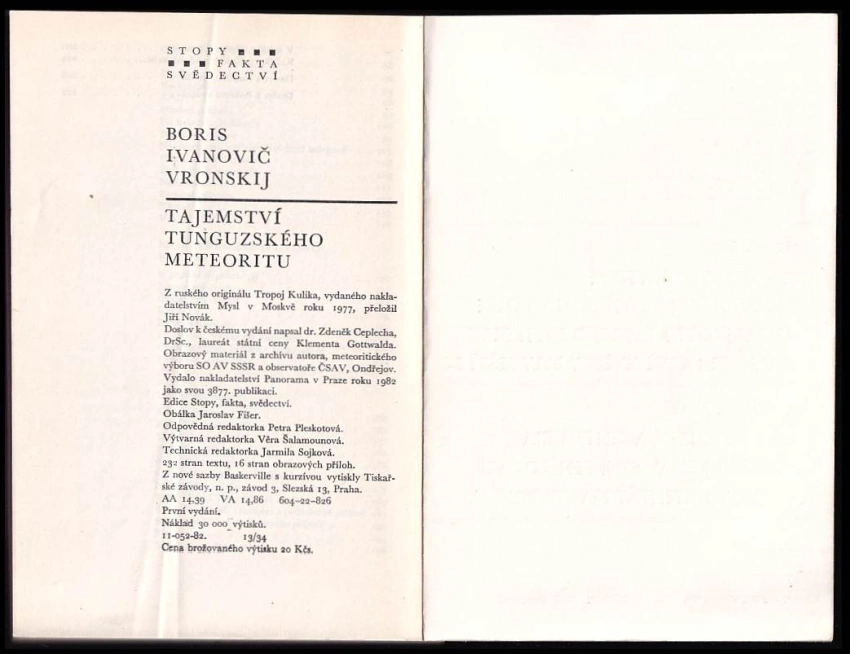 STOPY ■ ■ ■
■ ■ ■ FAKTA
SVĚDECTVÍ
BORIS
IVANOVIČ
VRONSKIJ
TAJEMSTVÍ
TUNGUZSKÉHO
METEORITU
Z ruského originálu Tropoj Kulika, vydaného nakla-
datelstvím Mysl v Moskvě roku 1977, přeložil
Jiří Novák.
Doslov k českému vydání napsal dr. Zdeněk Ceplecha,
DrSc., laureát státní ceny Klementa Gottwalda.
Obrazový materiál z archívu autora, meteoritického
výboru SO AV SSSR a observatoře ČSAV, Ondřejov.
Vydalo nakladatelství Panorama v Praze roku 1982
jako svou 3877. publikaci.
Edice Stopy, fakta, svědectví.
Obálka Jaroslav Fišer.
Odpovědná redaktorka Petra Pleskotová.
Výtvarná redaktorka Věra Šalamounová.
Technická redaktorka Jarmila Sojková.
232 stran textu, 16 stran obrazových příloh.
Z nové sazby Baskerville s kurzívou vytiskly Tiskař-
ské závody, n. p., závod 3, Slezská 13, Praha.
AA 14,39 VA 14,86 604-22-826
První vydání.
Náklad 30 000 výtisků.
11-052-82. 13/34
Cena brožovaného výtisku 20 Kčs.